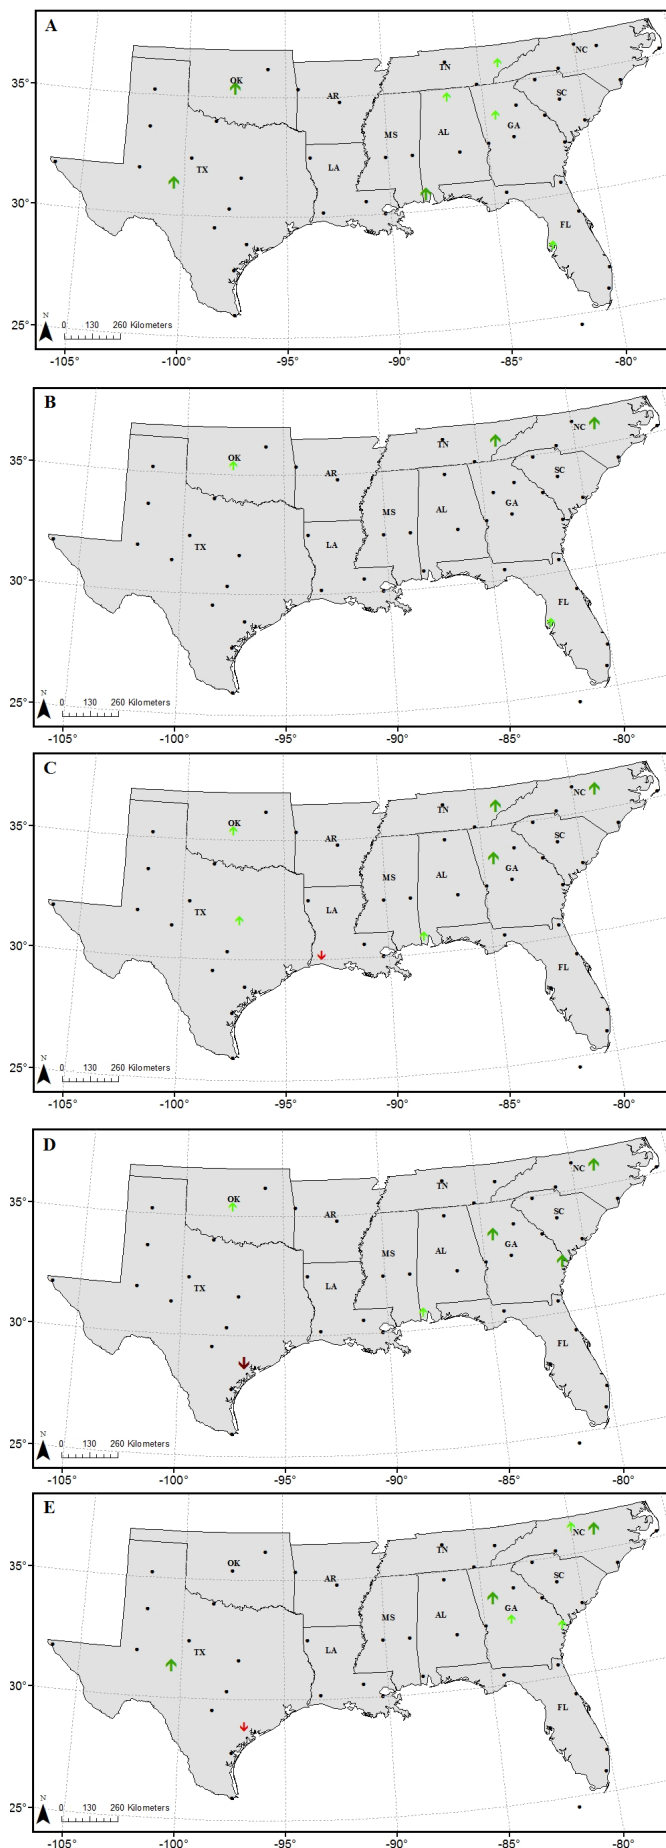 A
35°
30°
25°
OK
AR
TN
NC
SC
MS
AL
GA
TX
LA
FL
N
0 130 260 Kilometers
-105° -100° -95° -90° -85° -80°
B
35°
30°
25°
OK
AR
TN
NC
SC
MS
AL
GA
TX
LA
FL
N
0 130 260 Kilometers
-105° -100° -95° -90° -85° -80°
C
35°
30°
25°
OK
AR
TN
NC
SC
MS
AL
GA
TX
LA
FL
N
0 130 260 Kilometers
-105° -100° -95° -90° -85° -80°
D
35°
30°
25°
OK
AR
TN
NC
SC
MS
AL
GA
TX
LA
FL
N
0 130 260 Kilometers
-105° -100° -95° -90° -85° -80°
E
35°
30°
25°
OK
AR
TN
NC
SC
MS
AL
GA
TX
LA
FL
N
0 130 260 Kilometers
-105° -100° -95° -90° -85° -80°